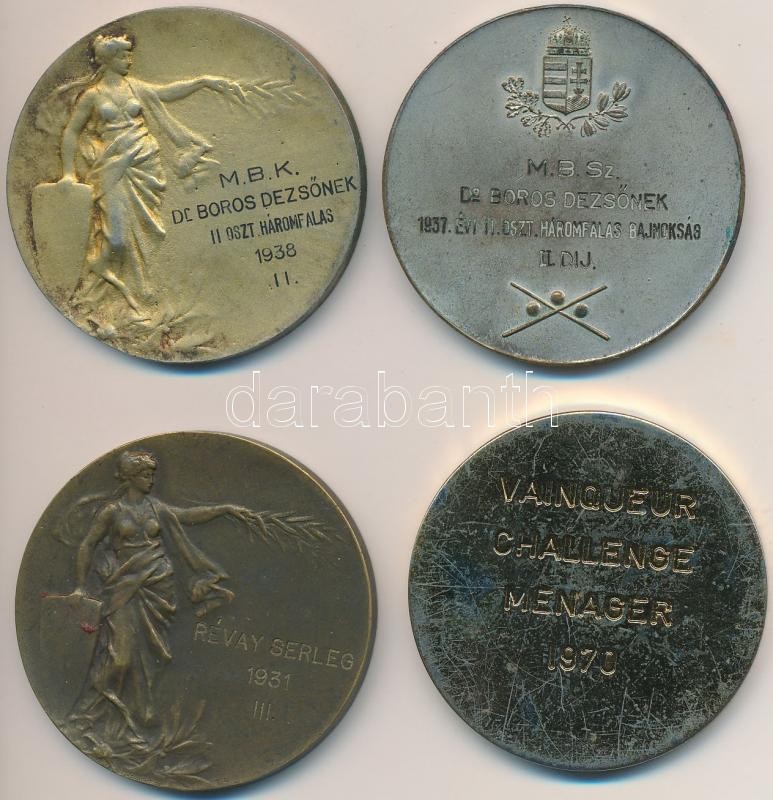 M.B.K.
Dr. BOROS DEZSŐNEK
II OSZT. HÁROMFALAS
1938
.II.
M.B.Sz.
Dr. BOROS DEZSŐNEK
1937. ÉVI II. OSZT. HÁROMFALAS BAJNOKSÁG
II. DIJ.
darabanth
RÉVAY SERLEG
1931
III.
VAINQUEUR
CHALLENGE
MENAGER
1970